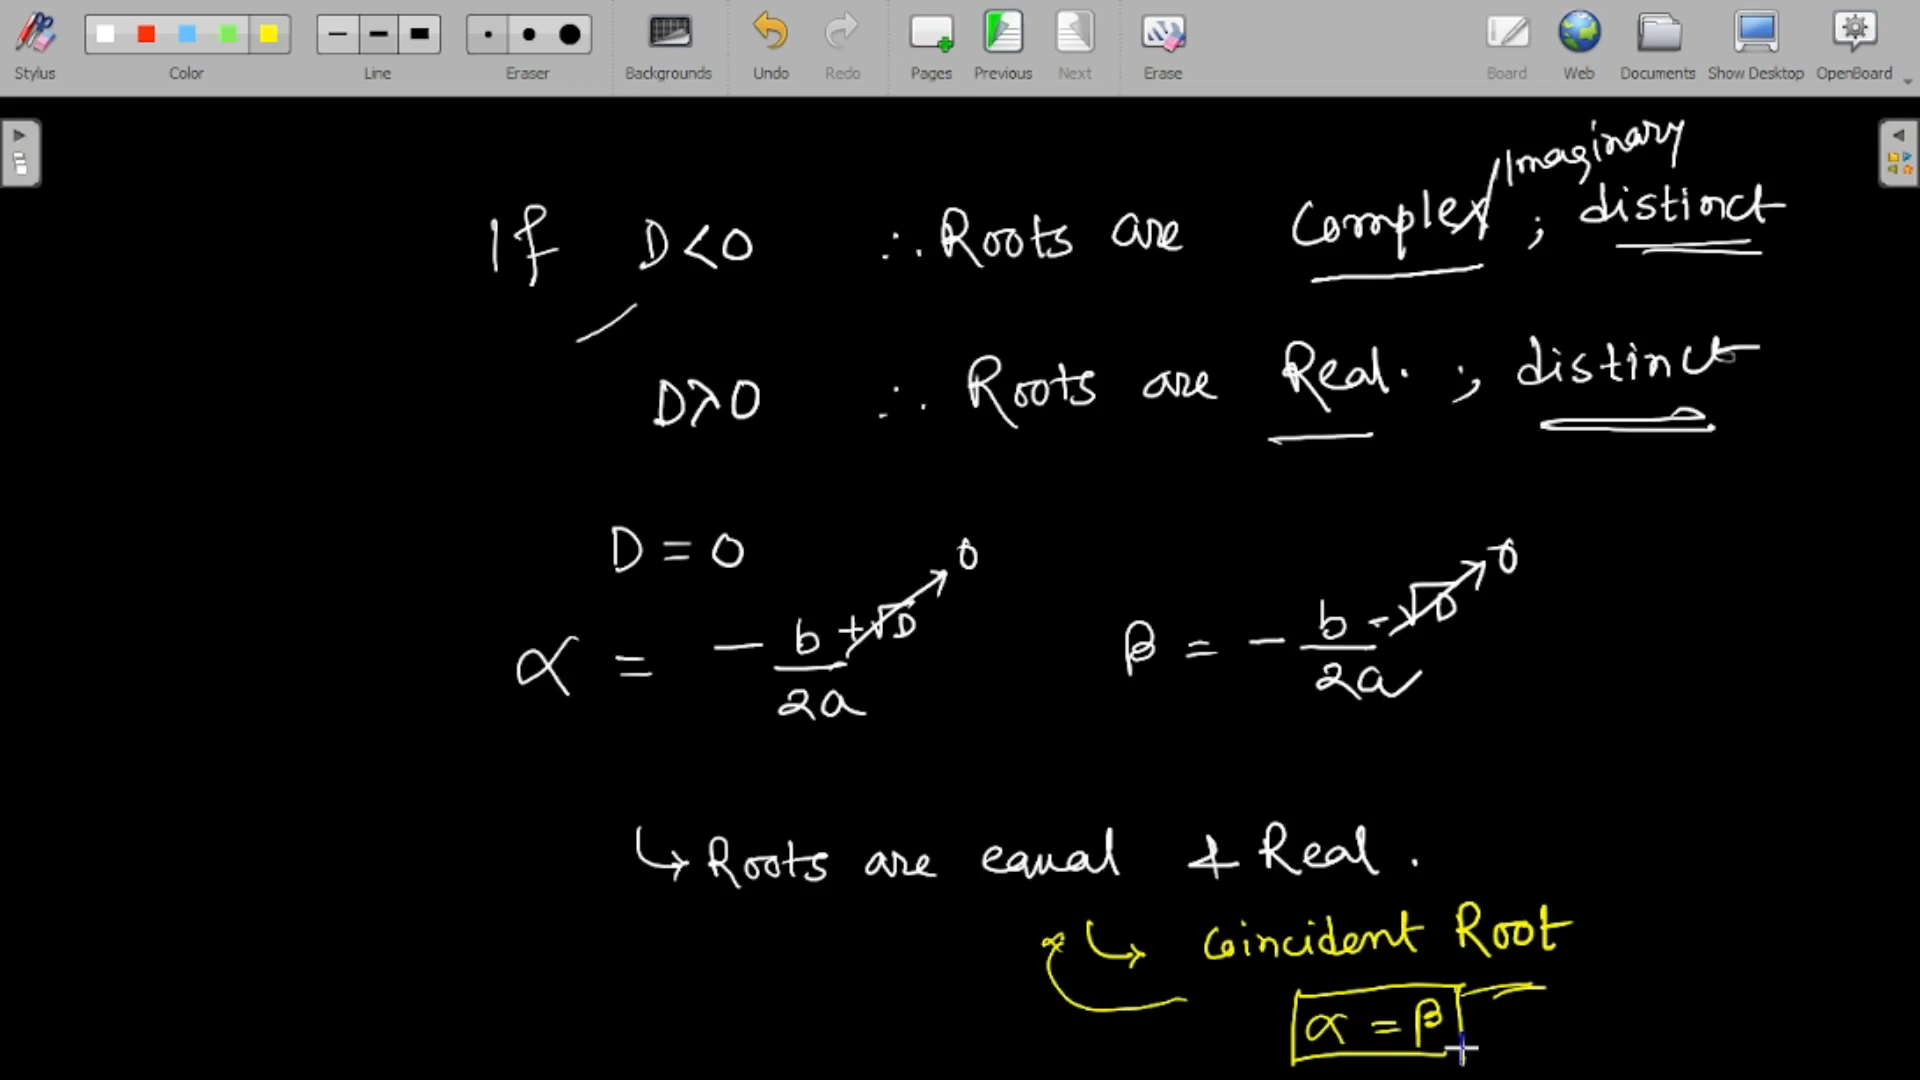 Stylus Color Line Eraser Backgrounds Undo Redo Pages Previous Next Erase Board Web Documents Show Desktop OpenBoard
If D<0 ∴ Roots are Complex/Imaginary ; distinct
D>0 ∴ Roots are Real. ; distinct
D = 0
α = - b+√D / 2a → 0 β = - b-√D / 2a → 0
↳ Roots are equal & Real.
↳ Coincident Root
α = β